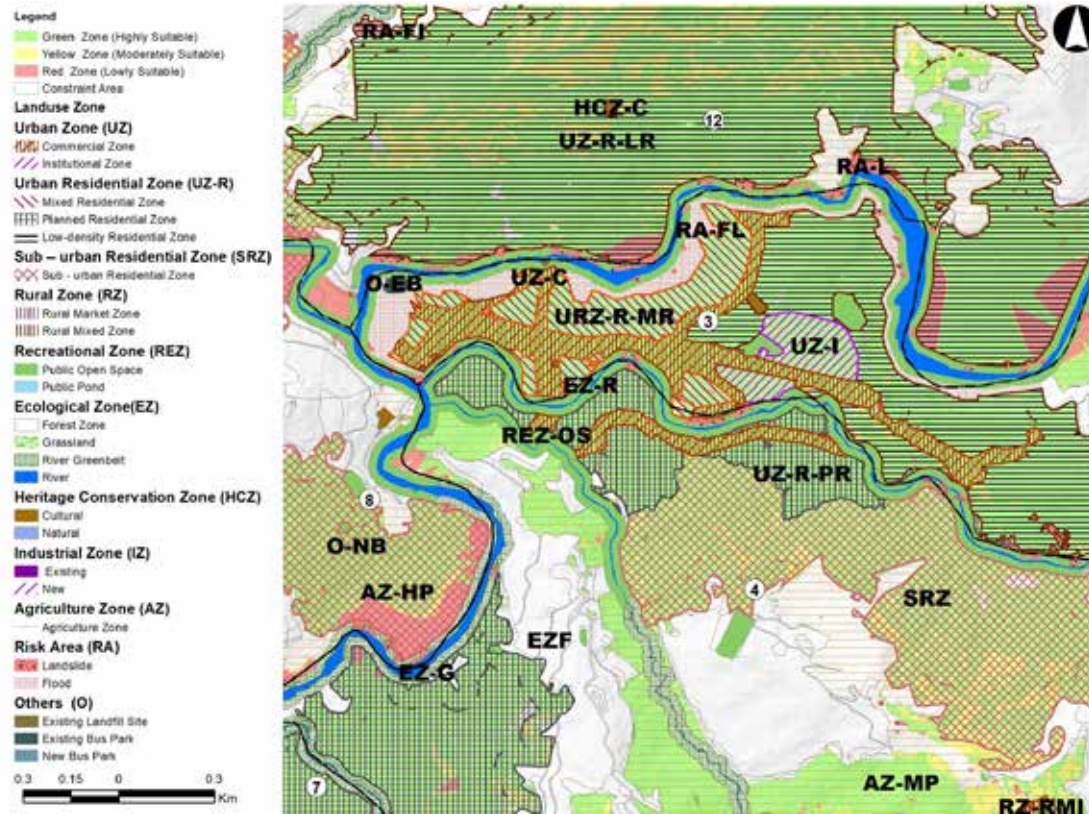 Legend
Green Zone (Highly Suitable)
Yellow Zone (Moderately Suitable)
Red Zone (Lowly Suitable)
Constraint Area
Landuse Zone
Urban Zone (UZ)
Commercial Zone
Institutional Zone
Urban Residential Zone (UZ-R)
Mixed Residential Zone
Planned Residential Zone
Low-density Residential Zone
Sub – urban Residential Zone (SRZ)
Sub - urban Residential Zone
Rural Zone (RZ)
Rural Market Zone
Rural Mixed Zone
Recreational Zone (REZ)
Public Open Space
Public Pond
Ecological Zone(EZ)
Forest Zone
Grassland
River Greenbelt
River
Heritage Conservation Zone (HCZ)
Cultural
Natural
Industrial Zone (IZ)
Existing
New
Agriculture Zone (AZ)
Agriculture Zone
Risk Area (RA)
Landslide
Flood
Others (O)
Existing Landfill Site
Existing Bus Park
New Bus Park
0.3 0.15 0 0.3
Km
RA-FI
HCZ-C
12
UZ-R-LR
RA-L
RA-FL
O-EB
UZ-C
URZ-R-MR
3
UZ-I
EZ-R
REZ-OS
UZ-R-PR
8
O-NB
AZ-HP
4
SRZ
EZF
EZ-G
7
AZ-MP
RZ-RMI